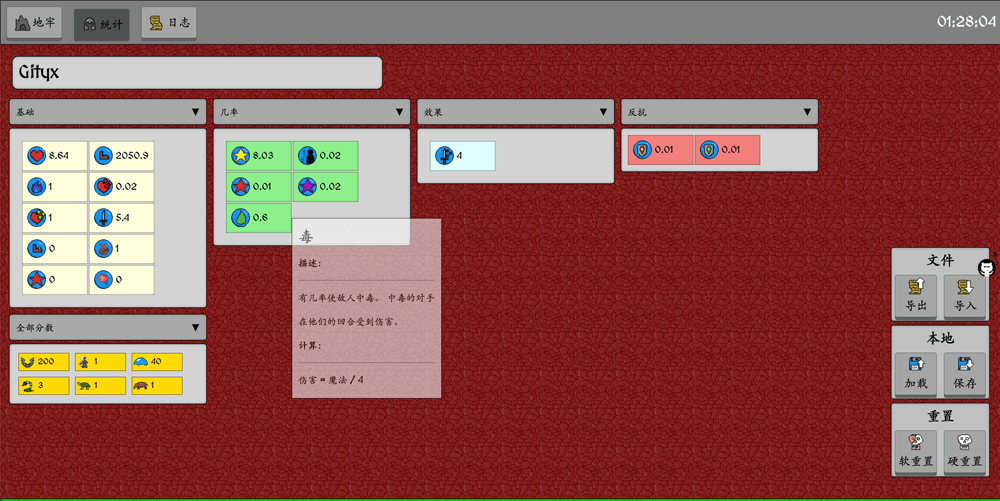 地牢
统计
日志
01:28:04
Gityx
基础
▼
8.64
2050.9
1
0.02
1
5.4
0
1
0
0
几率
▼
8.03
0.02
0.01
0.02
0.6
效果
▼
4
反抗
▼
0.01
0.01
毒
描述:
有几率使敌人中毒。 中毒的对手
在他们的回合受到伤害。
计算:
伤害 = 魔法 / 4
全部分数
▼
200
1
40
3
1
1
文件
导出
导入
本地
加载
保存
重置
软重置
硬重置